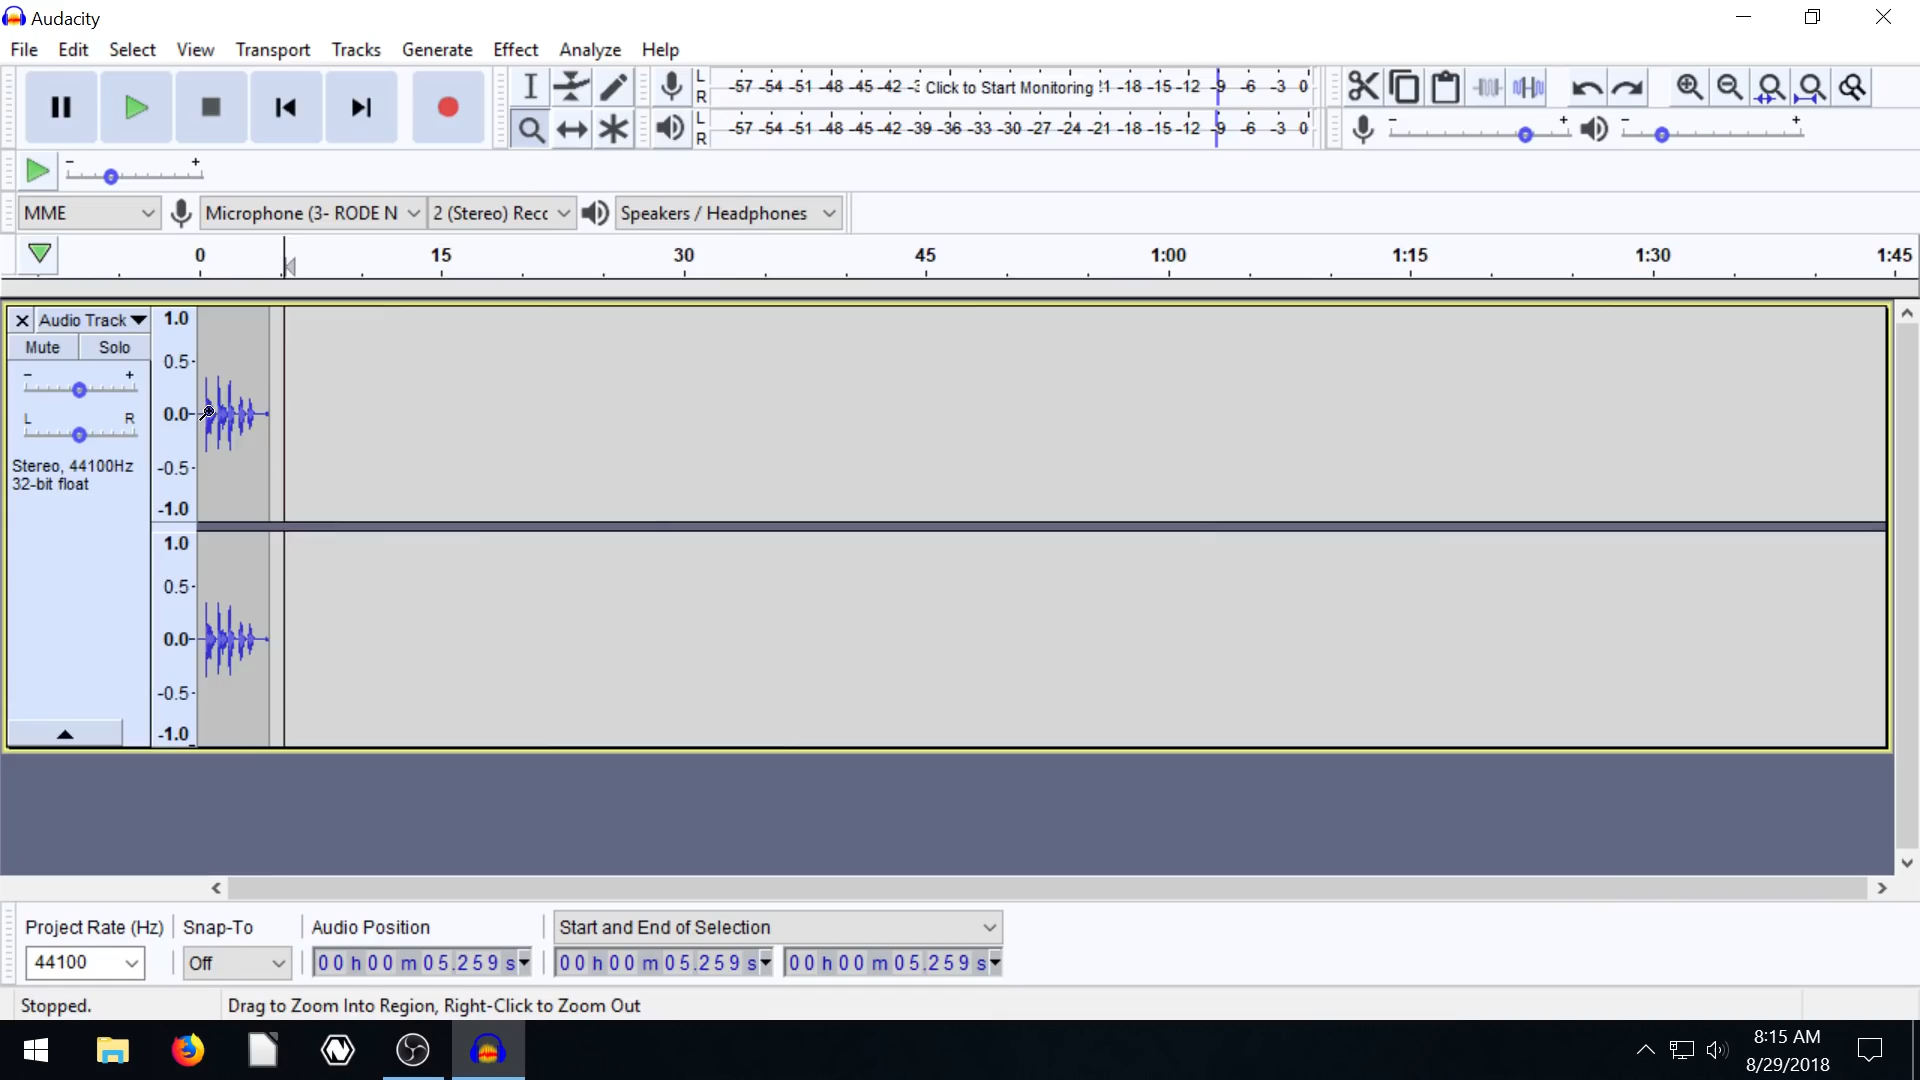 Audacity
File Edit Select View Transport Tracks Generate Effect Analyze Help
L
R
-57 -54 -51 -48 -45 -42 -3 Click to Start Monitoring !1 -18 -15 -12 -9 -6 -3 0
L
R
-57 -54 -51 -48 -45 -42 -39 -36 -33 -30 -27 -24 -21 -18 -15 -12 -9 -6 -3 0
- + - +
- +
MME Microphone (3- RODE N 2 (Stereo) Recc Speakers / Headphones
0 15 30 45 1:00 1:15 1:30 1:45
X Audio Track 1.0
Mute Solo
0.5
- +
L R 0.0
Stereo, 44100Hz -0.5
32-bit float
-1.0
1.0
0.5
0.0
-0.5
-1.0
Project Rate (Hz) Snap-To Audio Position Start and End of Selection
44100 Off 00 h 00 m 05.259 s 00 h 00 m 05.259 s 00 h 00 m 05.259 s
Stopped. Drag to Zoom Into Region, Right-Click to Zoom Out
8:15 AM
8/29/2018